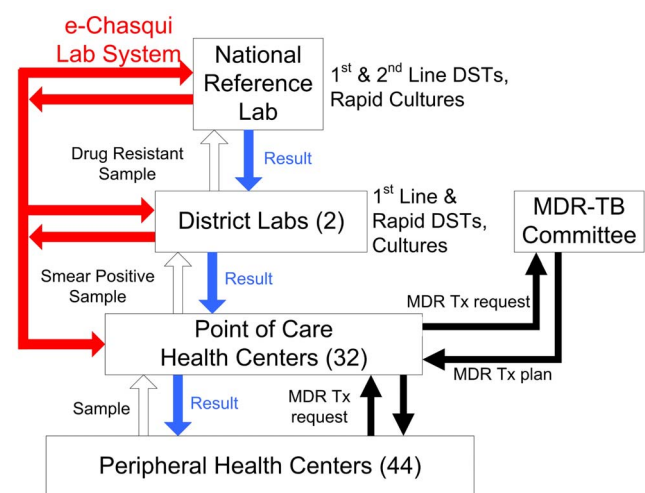 e-Chasqui
Lab System
National
Reference
Lab
1st & 2nd Line DSTs,
Rapid Cultures
Drug Resistant
Sample
Result
District Labs (2)
1st Line &
Rapid DSTs,
Cultures
MDR-TB
Committee
Smear Positive
Sample
Result
MDR Tx request
Point of Care
Health Centers (32)
MDR Tx plan
Sample
Result
MDR Tx
request
Peripheral Health Centers (44)